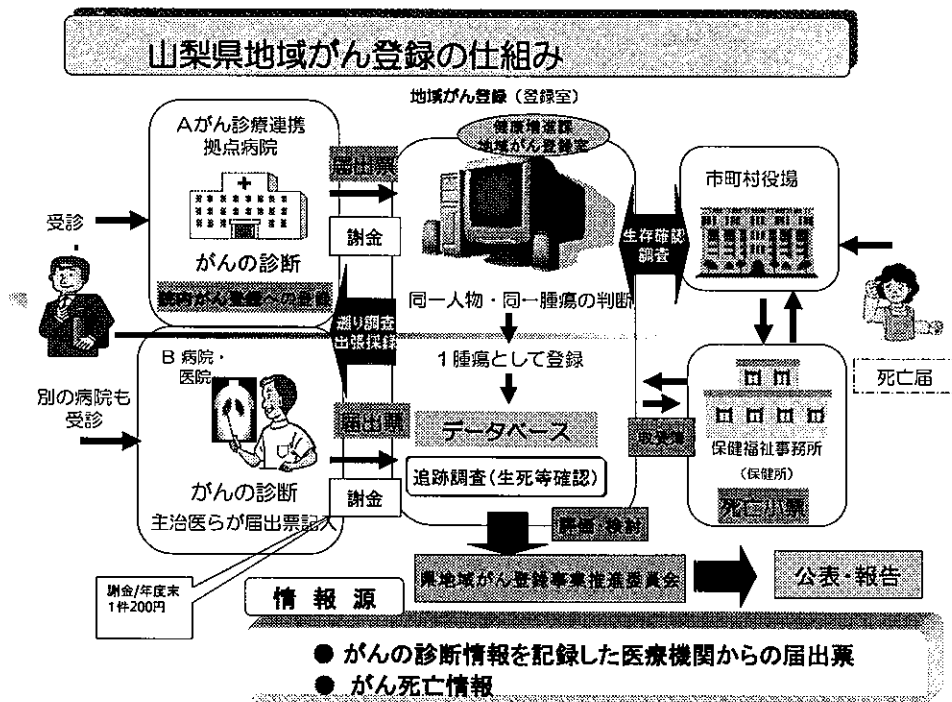 山梨県地域がん登録の仕組み
地域がん登録（登録室）
健康増進課
地域がん登録室
Aがん診療連携
拠点病院
届出票
謝金
受診
がんの診断
院内がん登録への登録
遡り調査
出張採録
同一人物・同一腫瘍の判断
1腫瘍として登録
データベース
追跡調査（生死等確認）
生存確認
調査
市町村役場
死亡届
保健福祉事務所
（保健所）
死亡小票
B 病院・
医院
別の病院も
受診
届出票
がんの診断
主治医らが届出票記入
謝金
謝金/年度末
1件200円
評価・検討
県地域がん登録事業推進委員会
公表・報告
情報源
● がんの診断情報を記録した医療機関からの届出票
● がん死亡情報